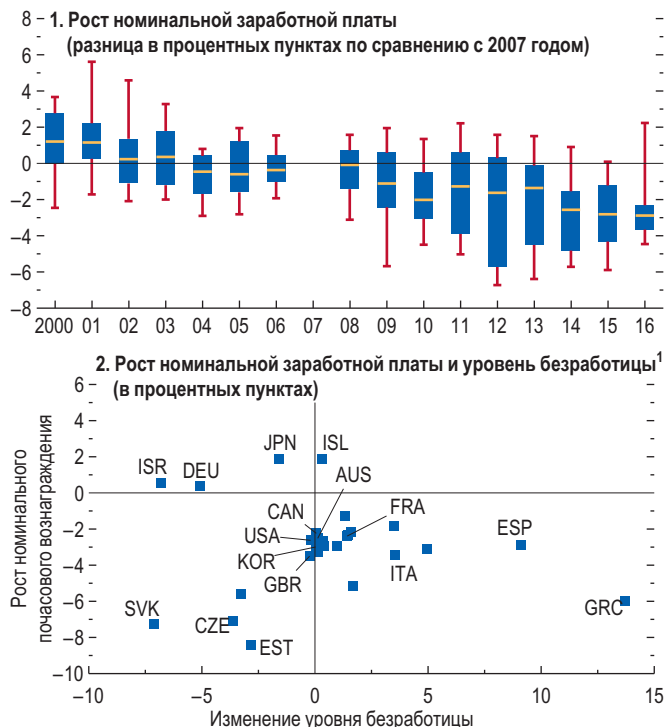 1. Рост номинальной заработной платы
(разница в процентных пунктах по сравнению с 2007 годом)
8
6
4
2
0
–2
–4
–6
–8
2000 01 02 03 04 05 06 07 08 09 10 11 12 13 14 15 16
2. Рост номинальной заработной платы и уровень безработицы¹
(в процентных пунктах)
6
4
2
0
–2
–4
–6
–8
–10
Рост номинального
почасового вознаграждения
JPN ISL
ISR DEU
AUS
CAN FRA
USA ESP
KOR
GBR ITA
SVK GRC
CZE
EST
–10 –5 0 5 10 15
Изменение уровня безработицы